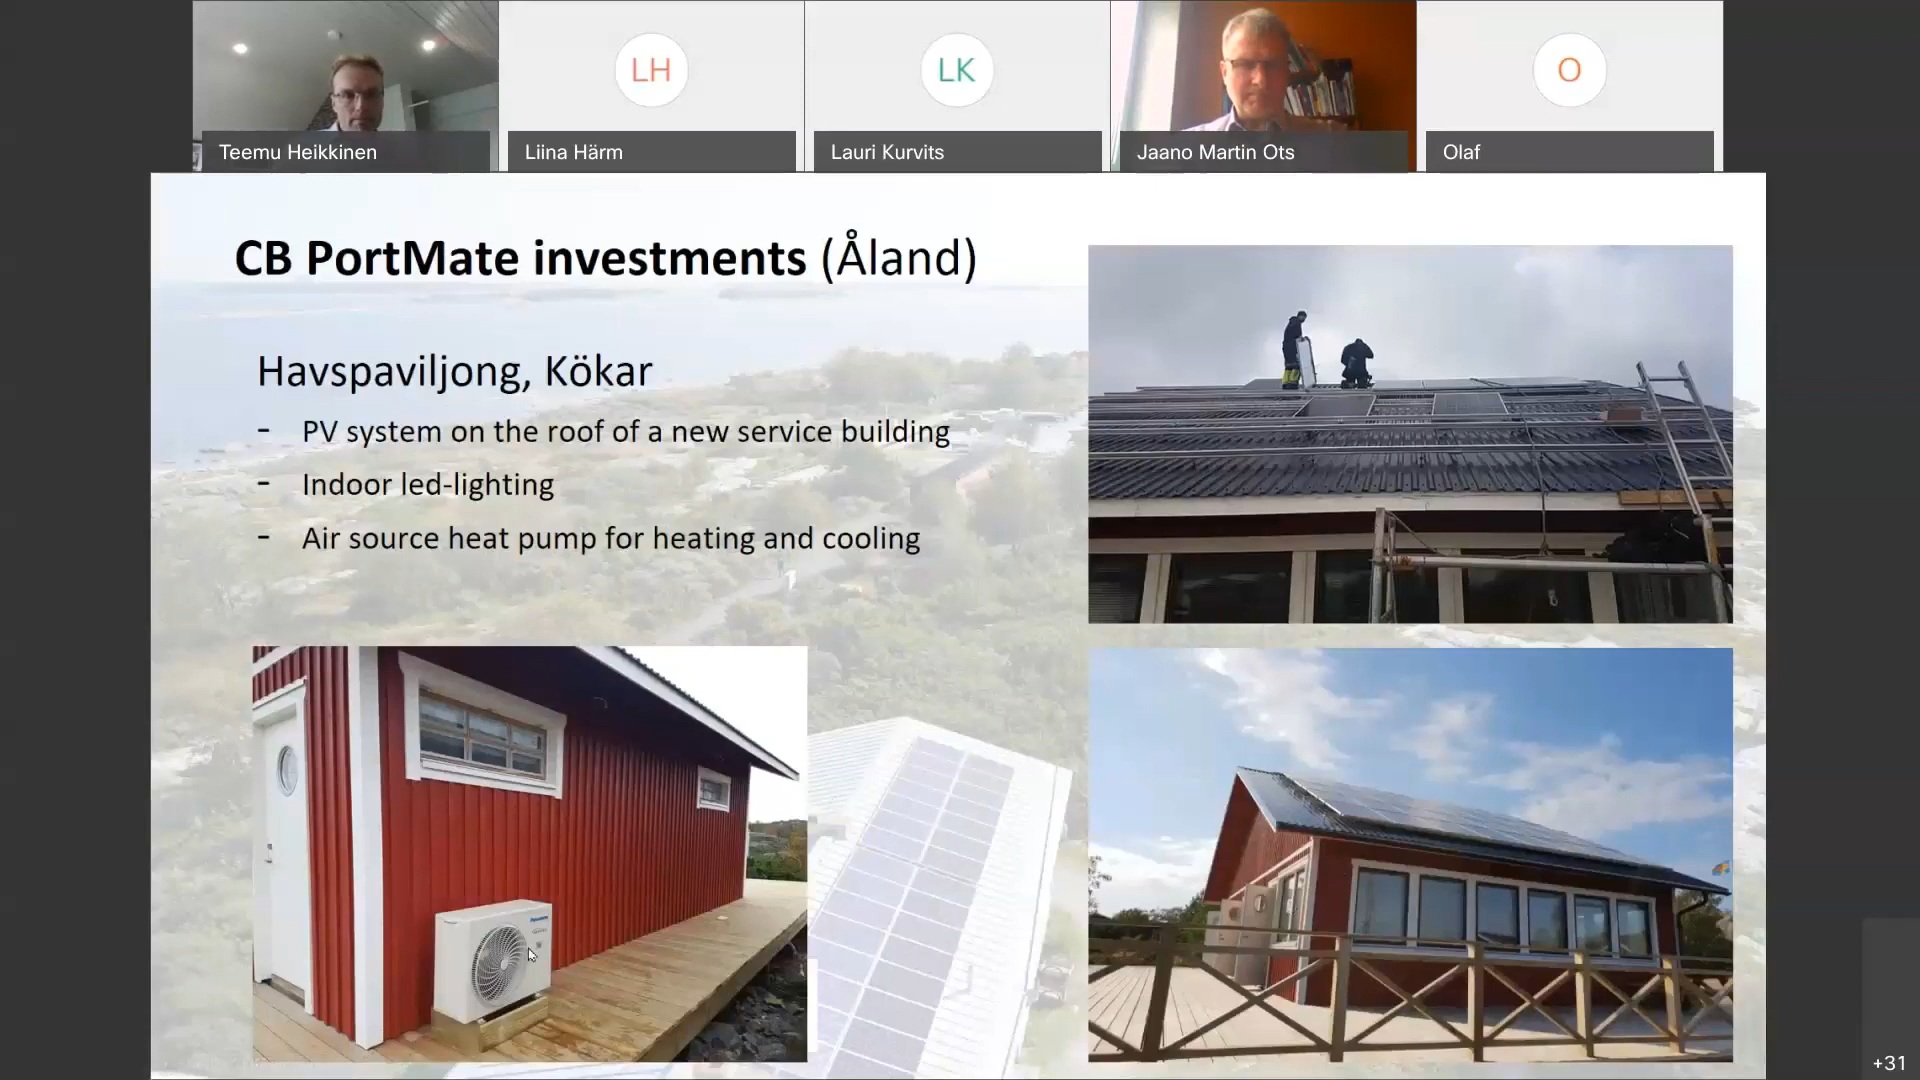 LH
LK
O
Teemu Heikkinen
Liina Härm
Lauri Kurvits
Jaano Martin Ots
Olaf
CB PortMate investments (Åland)
Havspaviljong, Kökar
- PV system on the roof of a new service building
- Indoor led-lighting
- Air source heat pump for heating and cooling
Panasonic
+31